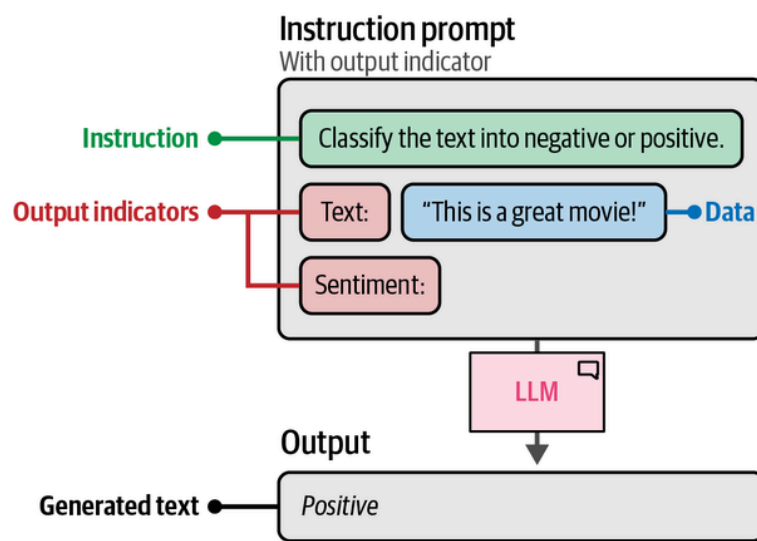 Instruction prompt
With output indicator
Instruction
Classify the text into negative or positive.
Output indicators
Text:
“This is a great movie!”
Data
Sentiment:
LLM
Output
Generated text
Positive